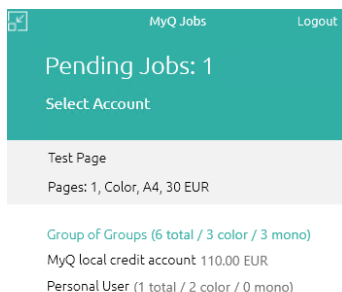 MyQ Jobs
Logout
Pending Jobs: 1
Select Account
Test Page
Pages: 1, Color, A4, 30 EUR
Group of Groups (6 total / 3 color / 3 mono)
MyQ local credit account 110.00 EUR
Personal User (1 total / 2 color / 0 mono)